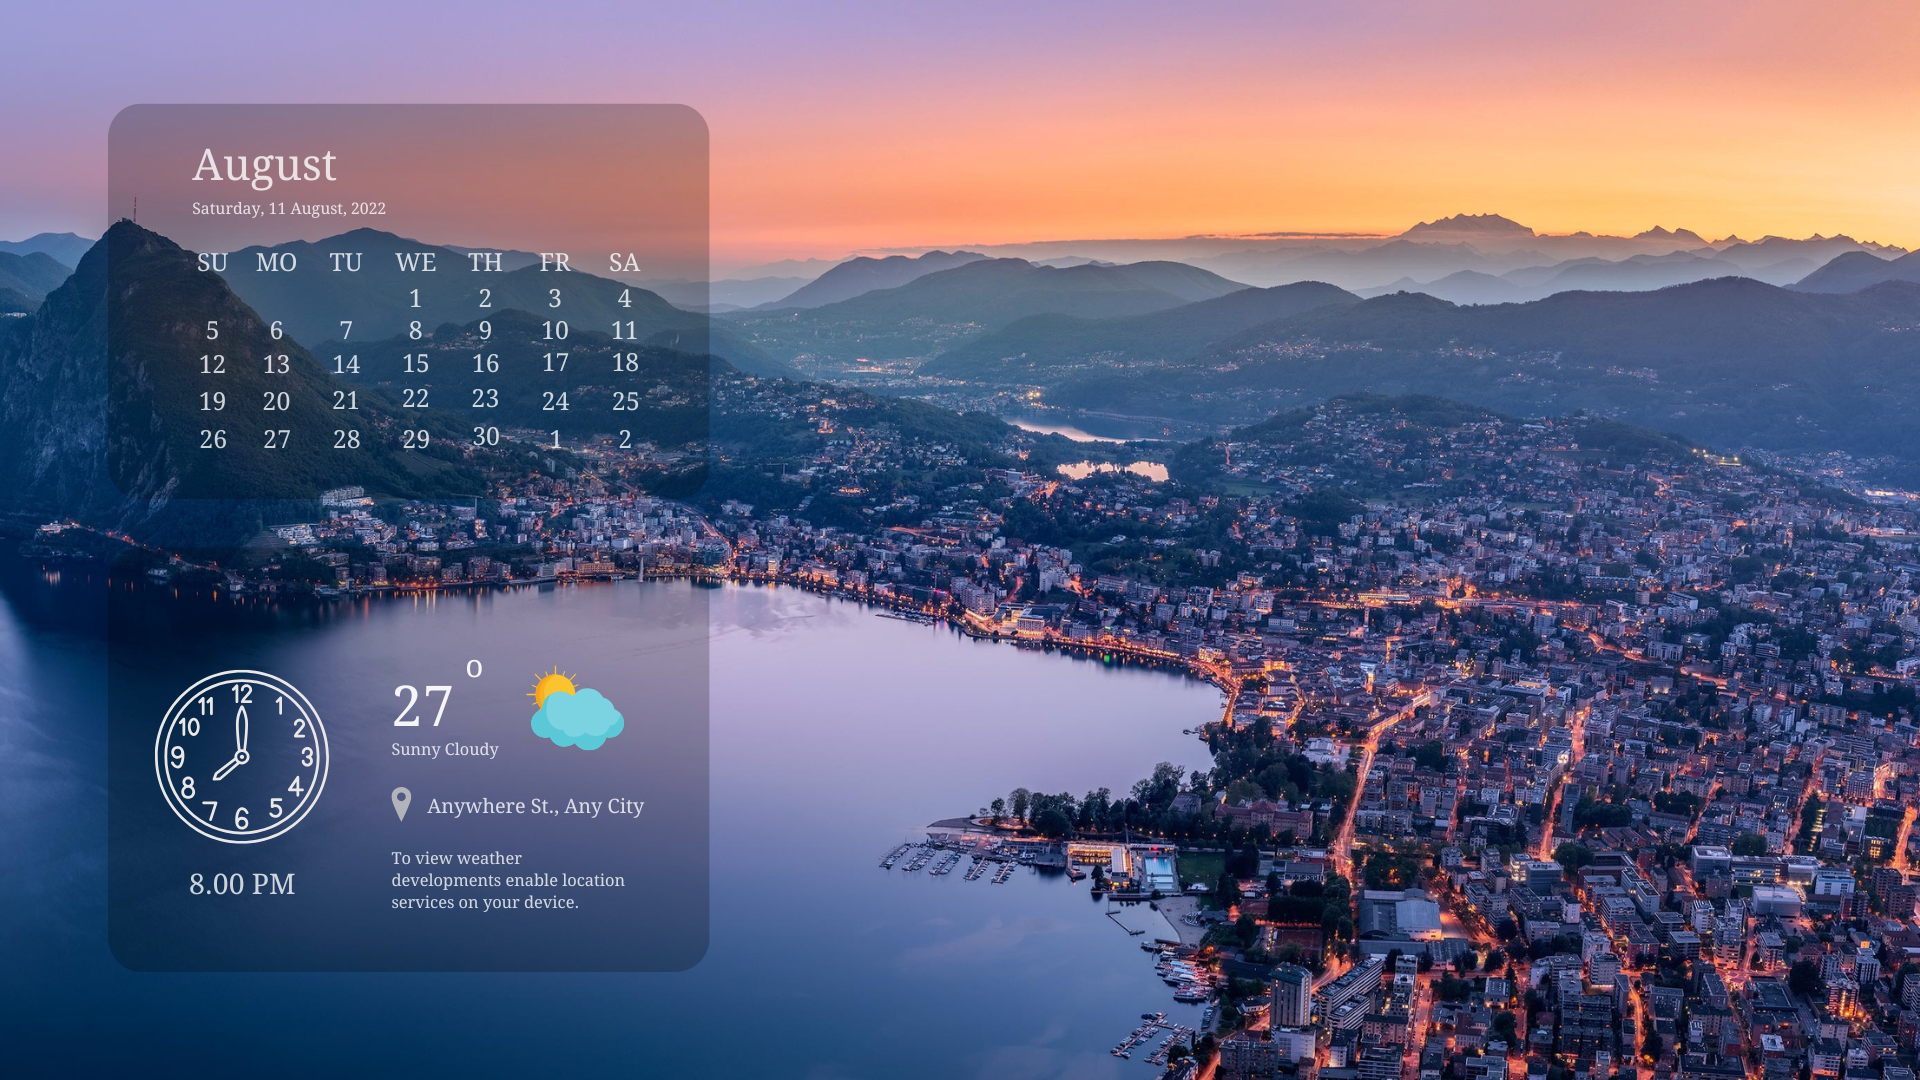 August
Saturday, 11 August, 2022
SU MO TU WE TH FR SA
1 2 3 4
5 6 7 8 9 10 11
12 13 14 15 16 17 18
19 20 21 22 23 24 25
26 27 28 29 30 1 2
12
11 1
10 2
9 3
8 4
7 5
6
8.00 PM
27 o
Sunny Cloudy
Anywhere St., Any City
To view weather
developments enable location
services on your device.